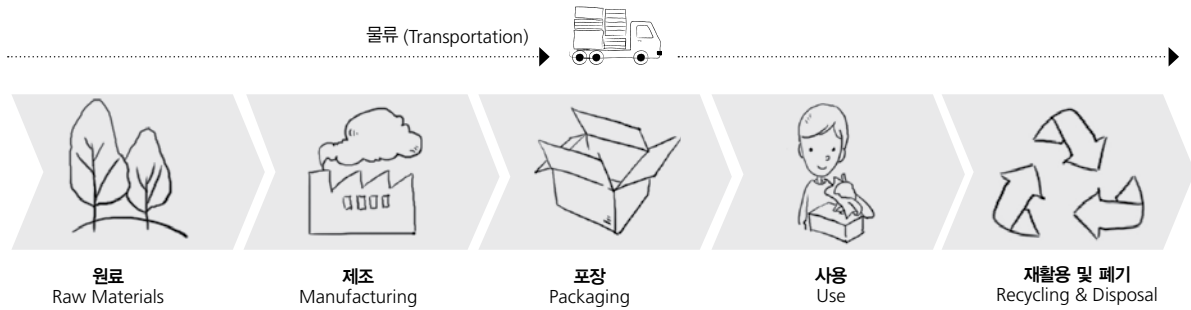 물류 (Transportation)
원료
Raw Materials
제조
Manufacturing
포장
Packaging
사용
Use
재활용 및 폐기
Recycling & Disposal